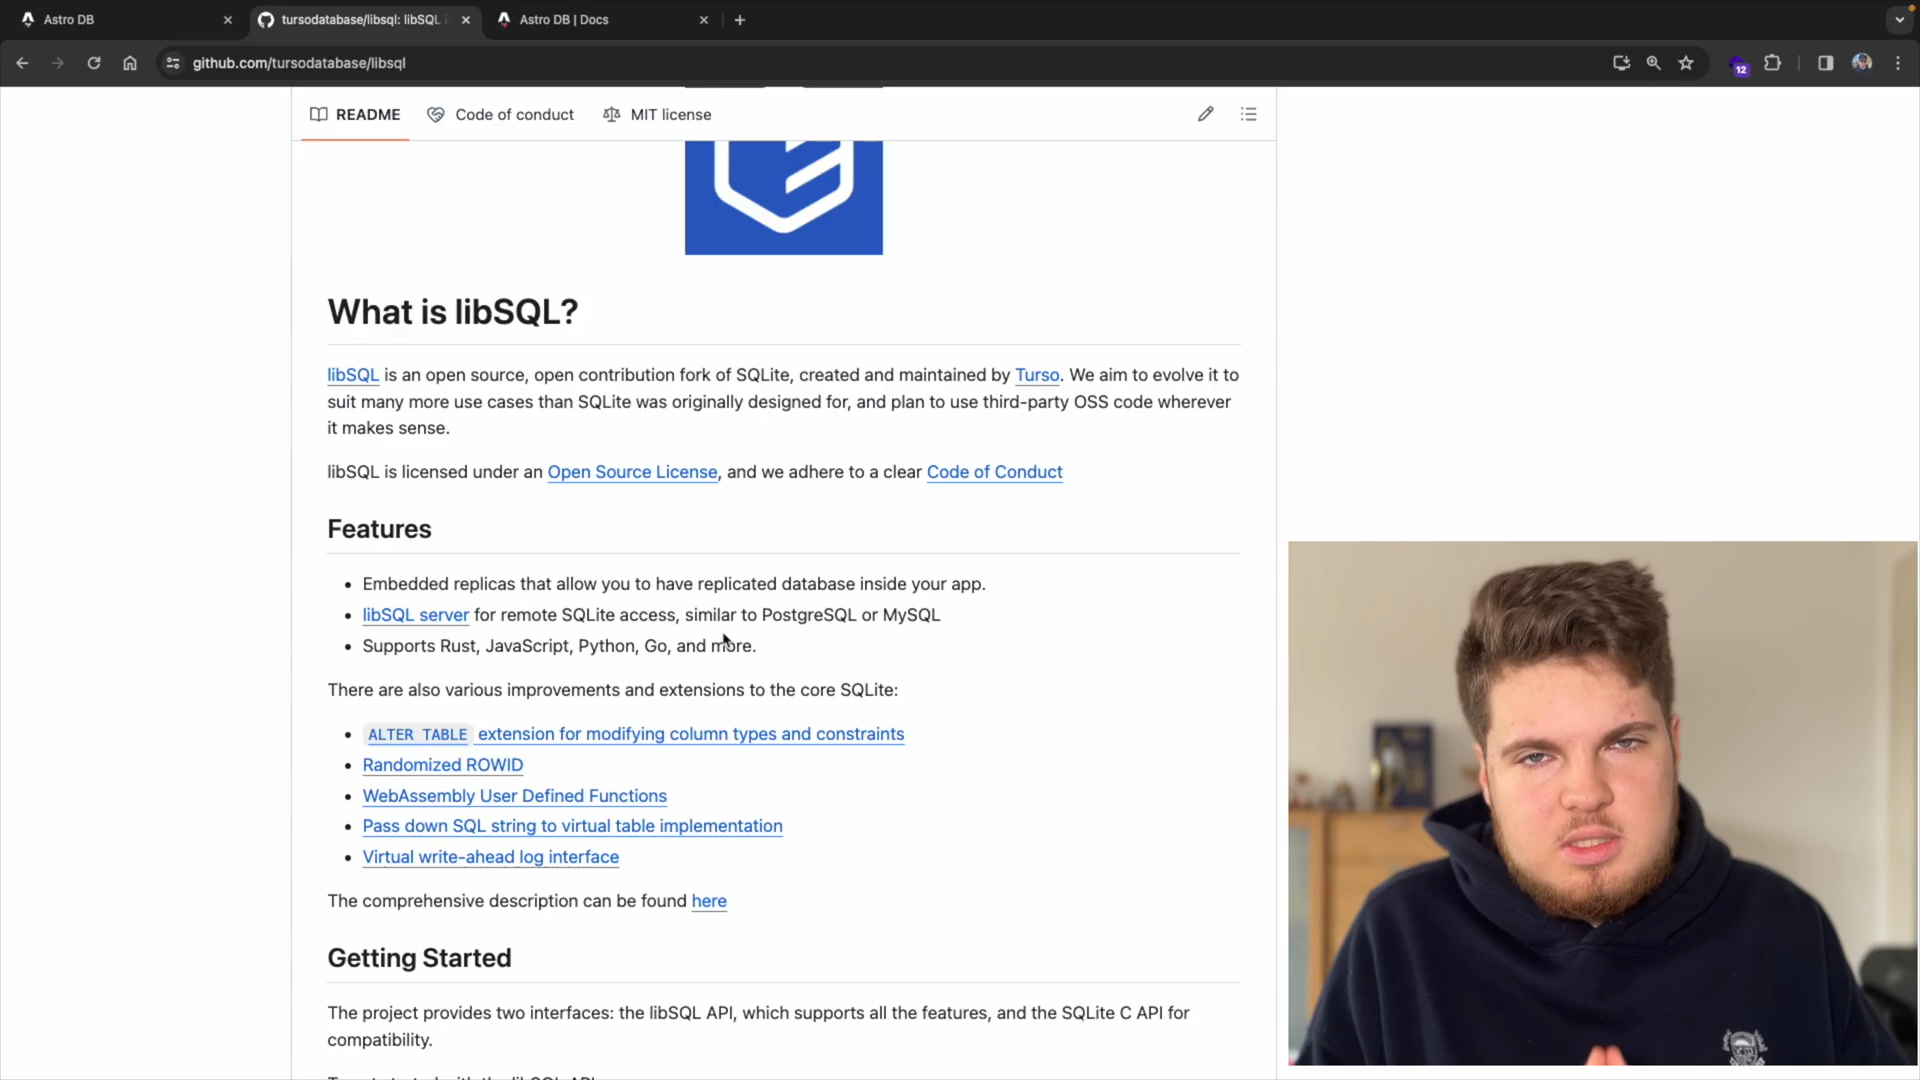 Astro DB
tursodatabase/libsql: libSQL i
Astro DB | Docs
github.com/tursodatabase/libsql
12
README
Code of conduct
MIT license
What is libSQL?
libSQL is an open source, open contribution fork of SQLite, created and maintained by Turso. We aim to evolve it to
suit many more use cases than SQLite was originally designed for, and plan to use third-party OSS code wherever
it makes sense.
libSQL is licensed under an Open Source License, and we adhere to a clear Code of Conduct
Features
Embedded replicas that allow you to have replicated database inside your app.
libSQL server for remote SQLite access, similar to PostgreSQL or MySQL
Supports Rust, JavaScript, Python, Go, and more.
There are also various improvements and extensions to the core SQLite:
ALTER TABLE extension for modifying column types and constraints
Randomized ROWID
WebAssembly User Defined Functions
Pass down SQL string to virtual table implementation
Virtual write-ahead log interface
The comprehensive description can be found here
Getting Started
The project provides two interfaces: the libSQL API, which supports all the features, and the SQLite C API for
compatibility.